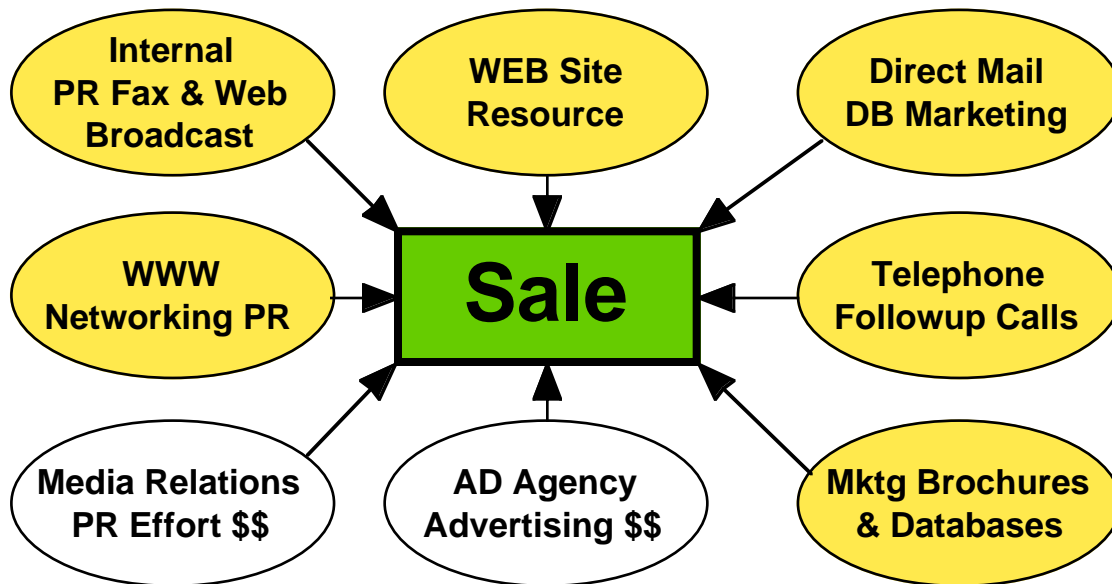 Internal
PR Fax & Web
Broadcast
WEB Site
Resource
Direct Mail
DB Marketing
WWW
Networking PR
Sale
Telephone
Followup Calls
Media Relations
PR Effort $$
AD Agency
Advertising $$
Mktg Brochures
& Databases